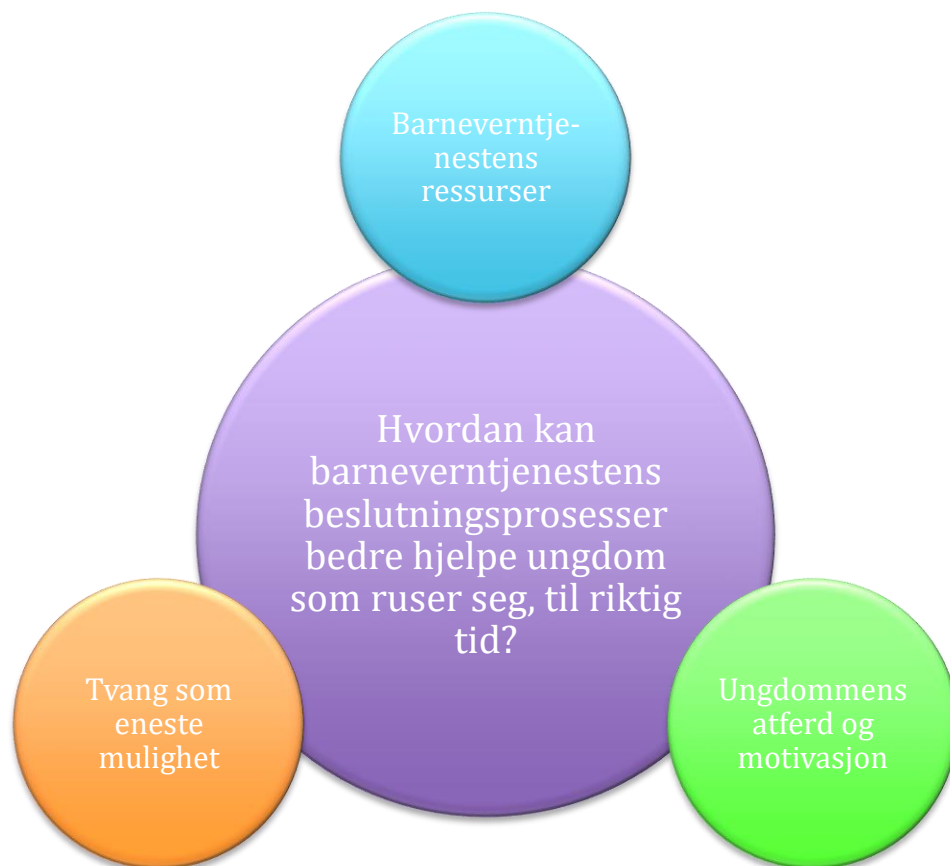 Barneverntje-
nestens
ressurser
Hvordan kan
barneverntjenestens
beslutningsprosesser
bedre hjelpe ungdom
som ruser seg, til riktig
tid?
Tvang som
eneste
mulighet
Ungdommens
atferd og
motivasjon